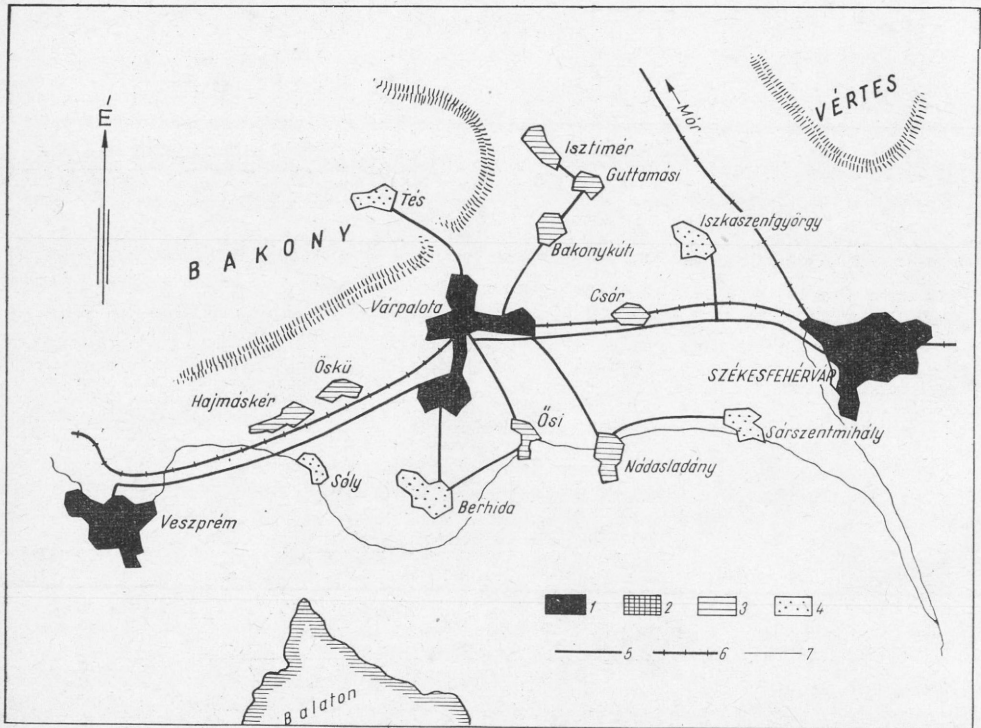 É
VÉRTES
Mór
Isztimér
Guttamási
Tés
Iszkaszentgyörgy
BAKONY
Bakonykúti
Csór
Várpalota
SZÉKESFEHÉRVÁR
Öskü
Hajmáskér
Ősi
Sárszentmihály
Nádasladány
Sóly
Berhida
Veszprém
1 2 3 4
5 6 7
Balaton